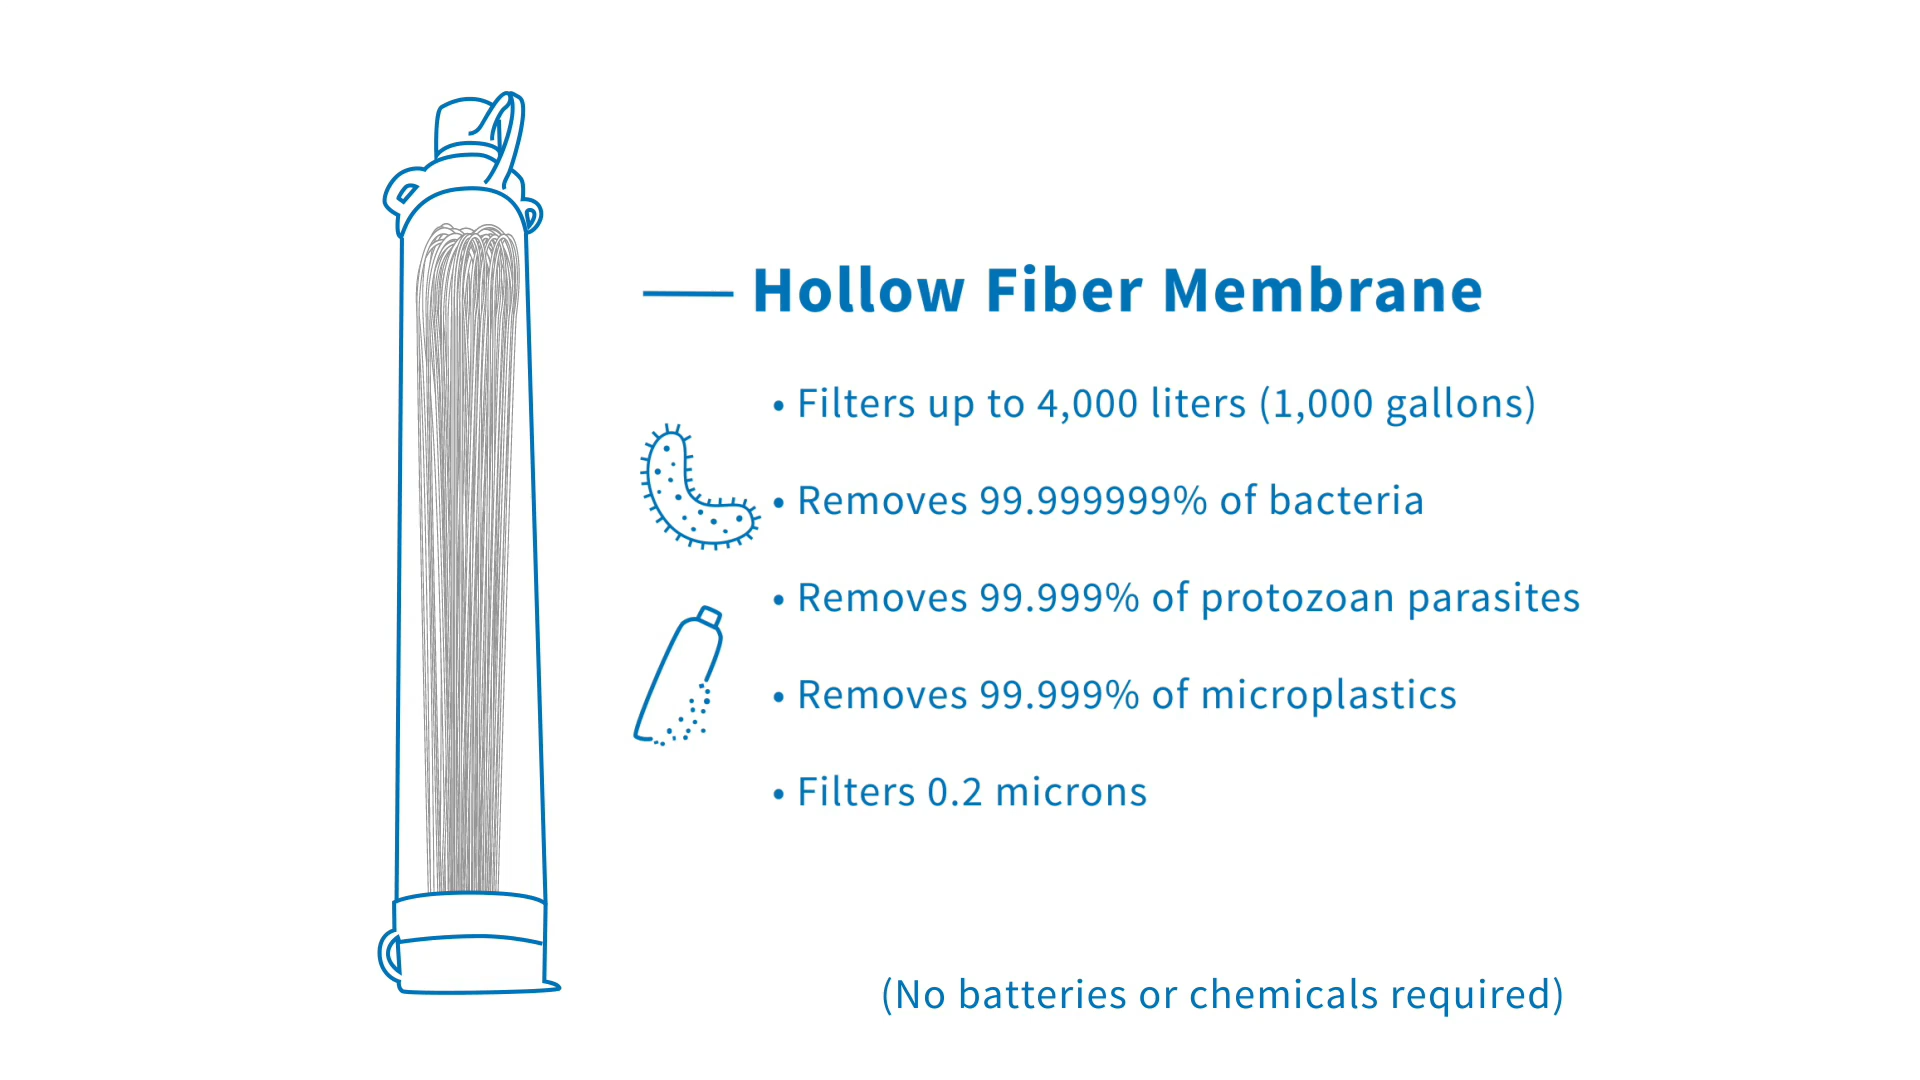 Hollow Fiber Membrane
• Filters up to 4,000 liters (1,000 gallons)
• Removes 99.999999% of bacteria
• Removes 99.999% of protozoan parasites
• Removes 99.999% of microplastics
• Filters 0.2 microns
(No batteries or chemicals required)